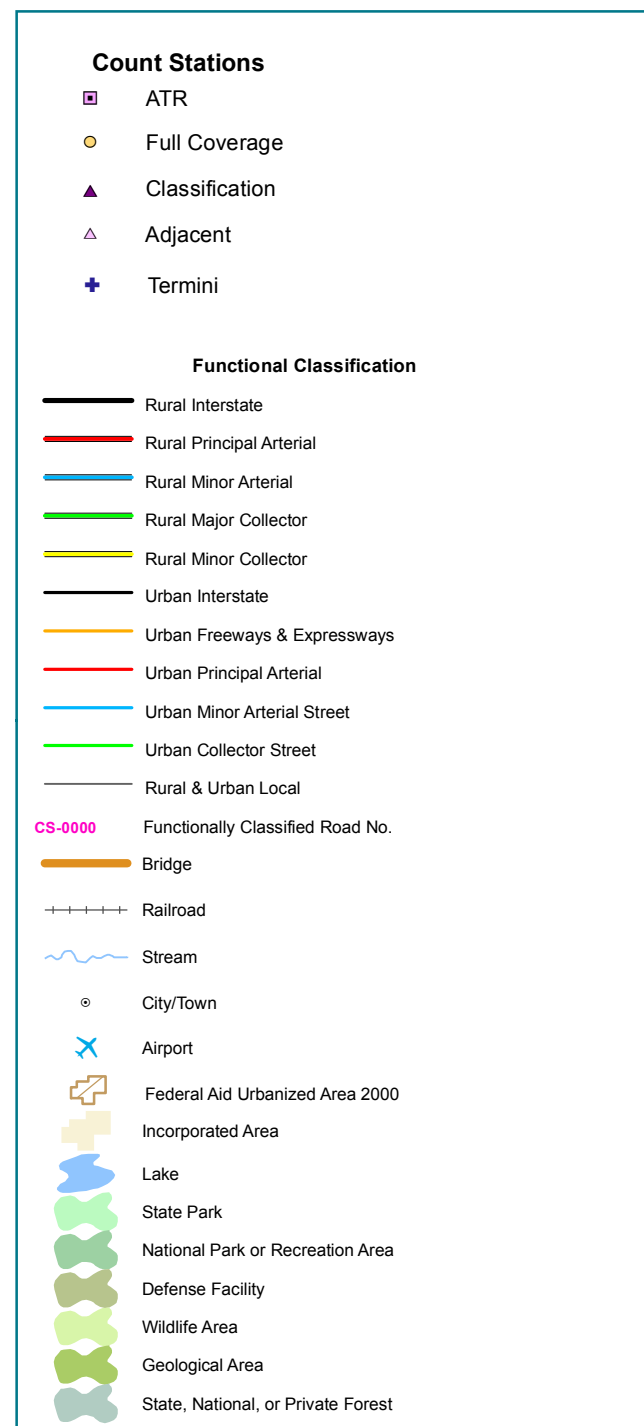 Count Stations
ATR
Full Coverage
Classification
Adjacent
Termini
Functional Classification
Rural Interstate
Rural Principal Arterial
Rural Minor Arterial
Rural Major Collector
Rural Minor Collector
Urban Interstate
Urban Freeways & Expressways
Urban Principal Arterial
Urban Minor Arterial Street
Urban Collector Street
Rural & Urban Local
CS-0000 Functionally Classified Road No.
Bridge
Railroad
Stream
City/Town
Airport
Federal Aid Urbanized Area 2000
Incorporated Area
Lake
State Park
National Park or Recreation Area
Defense Facility
Wildlife Area
Geological Area
State, National, or Private Forest